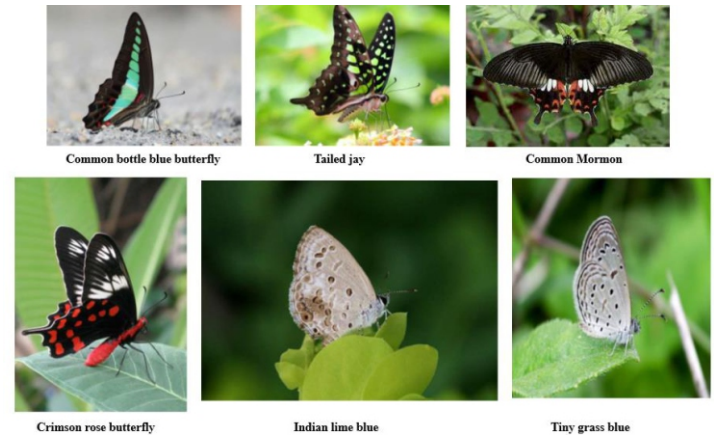 Common bottle blue butterfly
Tailed jay
Common Mormon
Crimson rose butterfly
Indian lime blue
Tiny grass blue